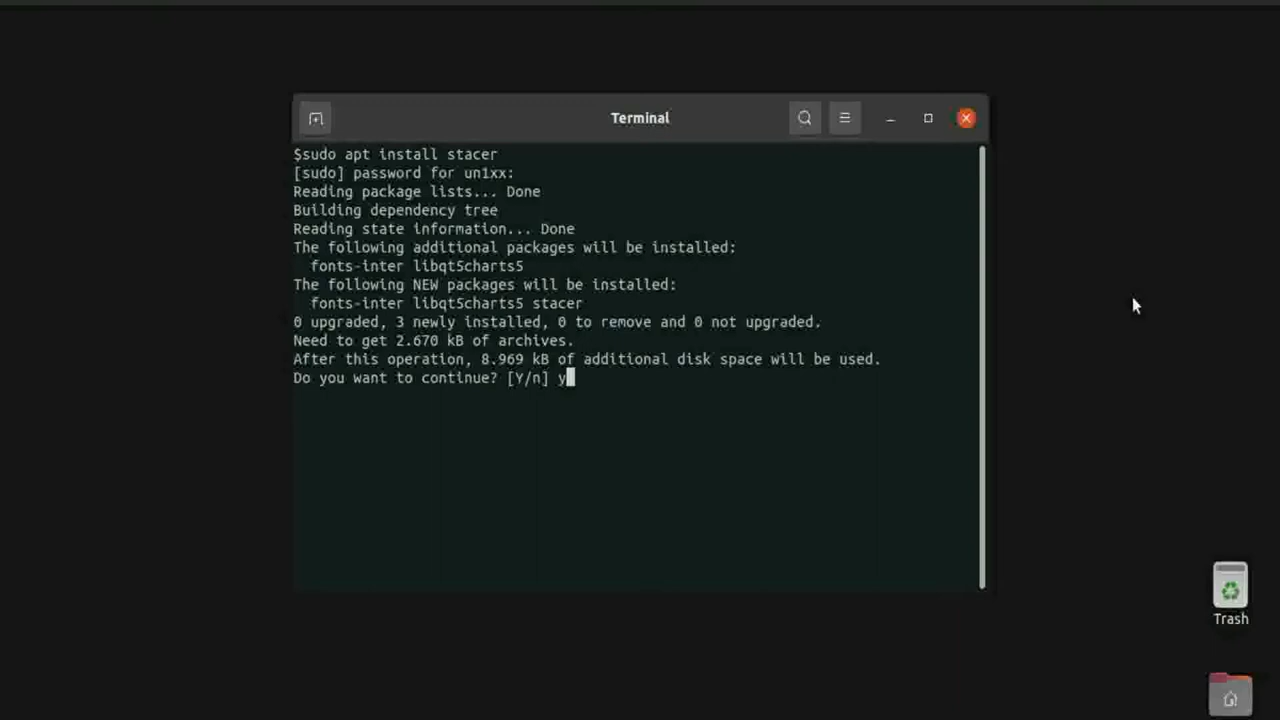 Terminal
$sudo apt install stacer
[sudo] password for un1xx:
Reading package lists... Done
Building dependency tree
Reading state information... Done
The following additional packages will be installed:
  fonts-inter libqt5charts5
The following NEW packages will be installed:
  fonts-inter libqt5charts5 stacer
0 upgraded, 3 newly installed, 0 to remove and 0 not upgraded.
Need to get 2.670 kB of archives.
After this operation, 8.969 kB of additional disk space will be used.
Do you want to continue? [Y/n] y
Trash